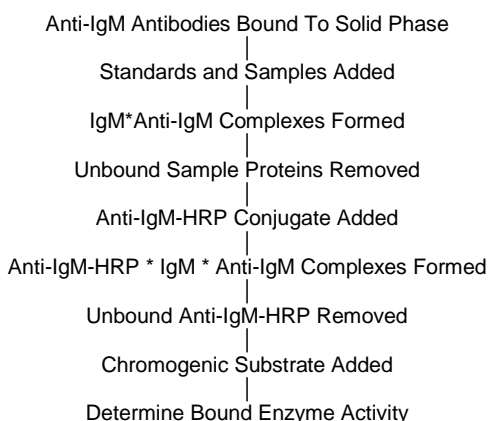 Anti-IgM Antibodies Bound To Solid Phase
Standards and Samples Added
IgM*Anti-IgM Complexes Formed
Unbound Sample Proteins Removed
Anti-IgM-HRP Conjugate Added
Anti-IgM-HRP * IgM * Anti-IgM Complexes Formed
Unbound Anti-IgM-HRP Removed
Chromogenic Substrate Added
Determine Bound Enzyme Activity